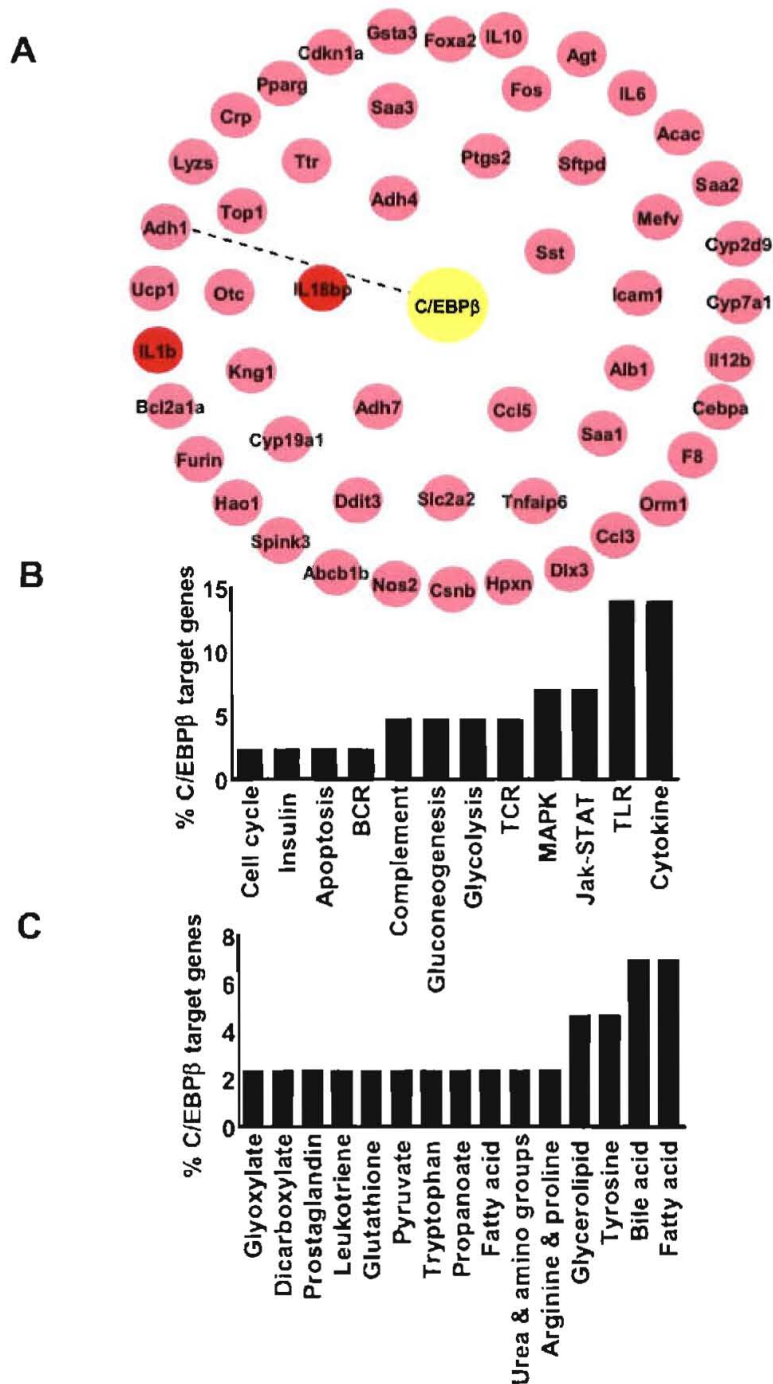 A
Gsta3 Foxa2 IL10
Cdkn1a Agt
Pparg Saa3 Fos IL6
Crp Acac
Lyzs Ttr Ptgs2 Sftpd Saa2
Adh1 Top1 Adh4 Mefv
Sst Cyp2d9
Ucp1 Otc IL18bp C/EBPβ Icam1 Cyp7a1
IL1b Il12b
Kng1 Alb1
Bcl2a1a Adh7 Ccl5 Cebpa
Furin Cyp19a1 Saa1 F8
Hao1 Ddit3 Slc2a2 Tnfaip6 Orm1
Spink3 Ccl3
Abcb1b Nos2 Csnb Hpxn Dlx3
B
% C/EBPβ target genes
15
10
5
0
Cell cycle
Insulin
Apoptosis
BCR
Complement
Gluconeogenesis
Glycolysis
TCR
MAPK
Jak-STAT
TLR
Cytokine
C
% C/EBPβ target genes
8
6
4
2
0
Glyoxylate
Dicarboxylate
Prostaglandin
Leukotriene
Glutathione
Pyruvate
Tryptophan
Propanoate
Fatty acid
Urea & amino groups
Arginine & proline
Glycerolipid
Tyrosine
Bile acid
Fatty acid